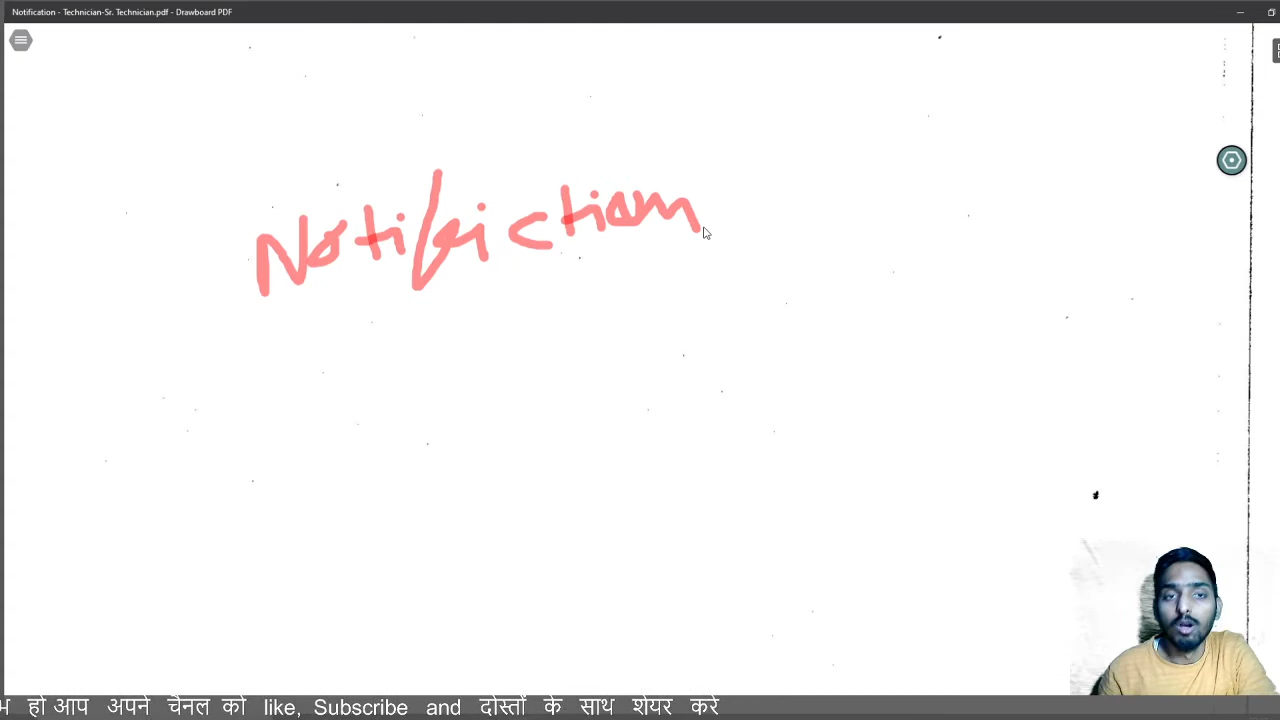 Notification - Technician-Sr. Technician.pdf - Drawboard PDF
Notifiction
हो आप अपने चैनल को like, Subscribe and दोस्तों के साथ शेयर करे